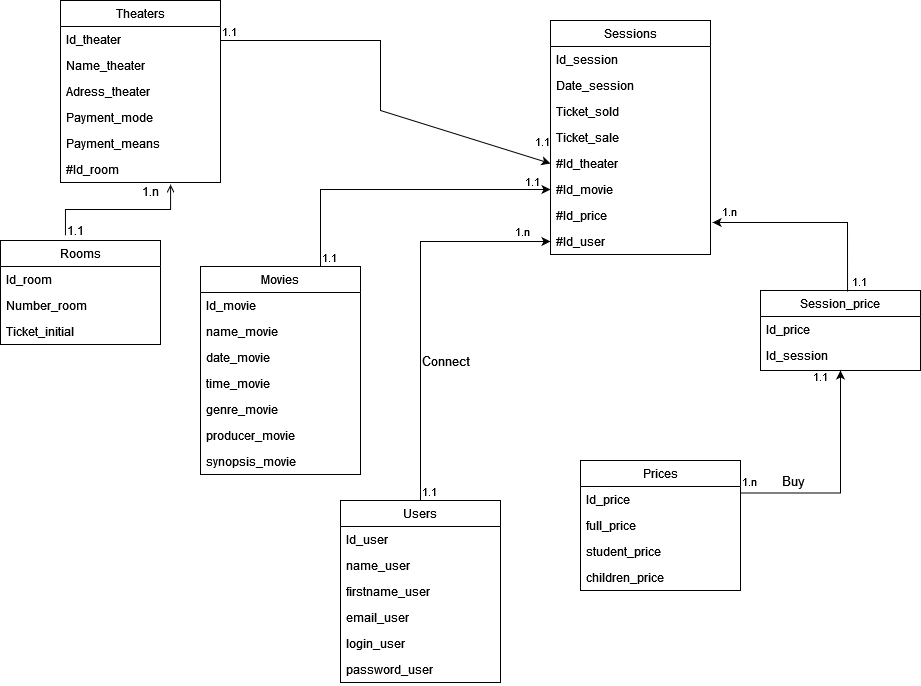 Theaters
Id_theater
Name_theater
Adress_theater
Payment_mode
Payment_means
#Id_room
1.1
1.n
1.1
Rooms
Id_room
Number_room
Ticket_initial
Sessions
Id_session
Date_session
Ticket_sold
Ticket_sale
1.1
#Id_theater
1.1
#Id_movie
#Id_price
1.n
#Id_user
1.n
1.1
Movies
Id_movie
name_movie
date_movie
time_movie
genre_movie
producer_movie
synopsis_movie
Connect
1.1
Session_price
Id_price
Id_session
1.1
1.n
Buy
Prices
Id_price
full_price
student_price
children_price
1.1
Users
Id_user
name_user
firstname_user
email_user
login_user
password_user